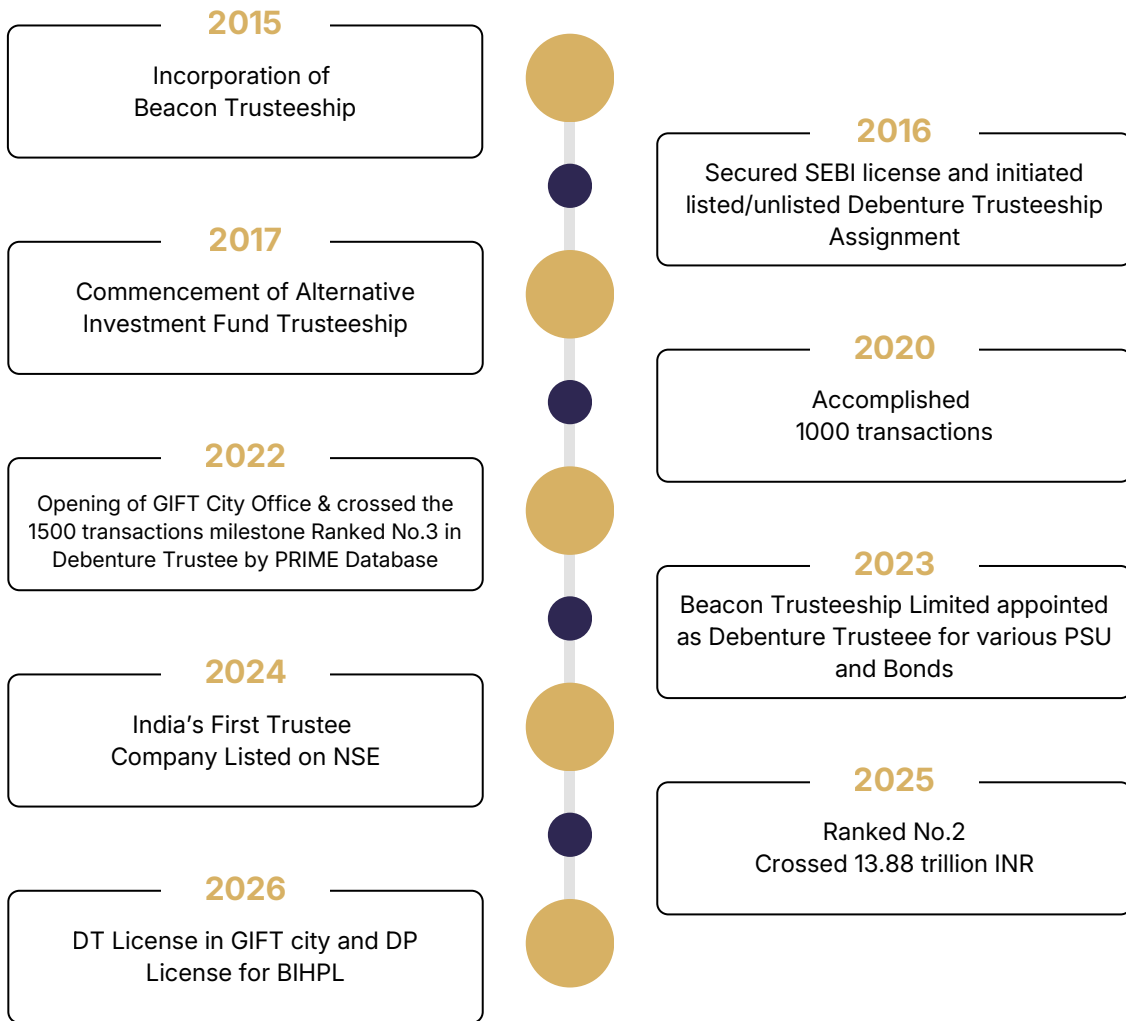 2015
Incorporation of
Beacon Trusteeship
2016
Secured SEBI license and initiated
listed/unlisted Debenture Trusteeship
Assignment
2017
Commencement of Alternative
Investment Fund Trusteeship
2020
Accomplished
1000 transactions
2022
Opening of GIFT City Office & crossed the
1500 transactions milestone Ranked No.3 in
Debenture Trustee by PRIME Database
2023
Beacon Trusteeship Limited appointed
as Debenture Trusteee for various PSU
and Bonds
2024
India’s First Trustee
Company Listed on NSE
2025
Ranked No.2
Crossed 13.88 trillion INR
2026
DT License in GIFT city and DP
License for BIHPL